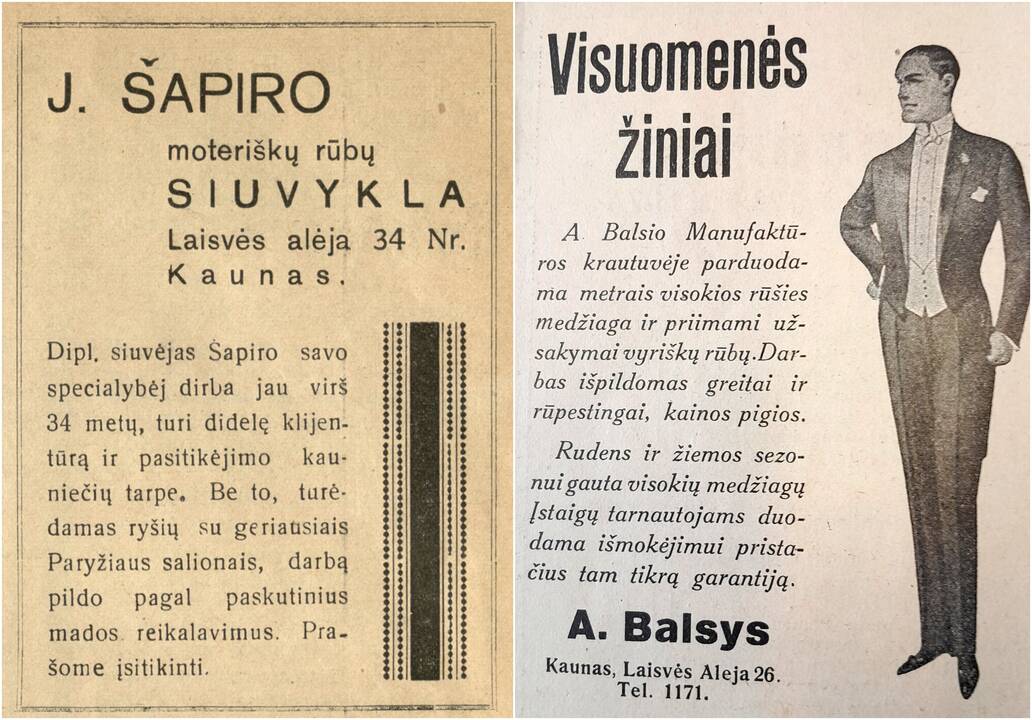 J. ŠAPIRO
moteriškų rūbų
SIUVYKLA
Laisvės alėja 34 Nr.
Kaunas.
Dipl. siuvėjas Šapiro savo
specialybėj dirba jau virš
34 metų, turi didelę klijen-
tūrą ir pasitikėjimo kau-
niečių tarpe. Be to, turė-
damas ryšių su geriausiais
Paryžiaus salionais, darbą
pildo pagal paskutinius
mados reikalavimus. Pra-
šome įsitikinti.
Visuomenės
žiniai
A Balsio Manufaktū-
ros krautuvėje parduoda-
ma metrais visokios rūšies
medžiaga ir priimami už-
sakymai vyriškų rūbų.Dar-
bas išpildomas greitai ir
rūpestingai, kainos pigios.
Rudens ir žiemos sezo-
nui gauta visokių medžiagų
Įstaigų tarnautojams duo-
dama išmokėjimui prista-
čius tam tikrą garantiją.
A. Balsys
Kaunas, Laisvės Aleja 26.
Tel. 1171.